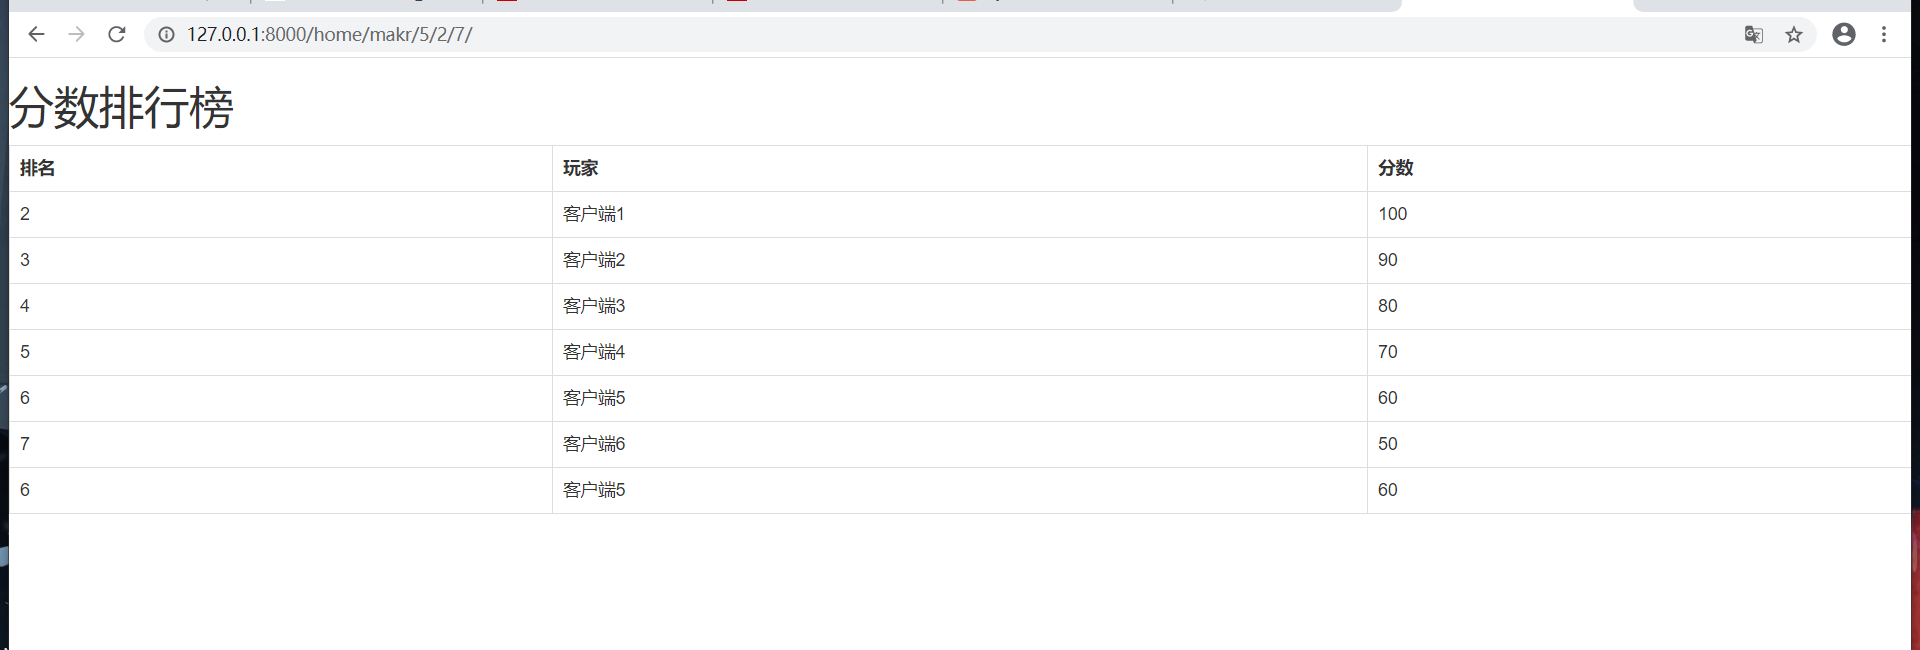 127.0.0.1:8000/home/makr/5/2/7/
分数排行榜
排名 玩家 分数
2 客户端1 100
3 客户端2 90
4 客户端3 80
5 客户端4 70
6 客户端5 60
7 客户端6 50
6 客户端5 60